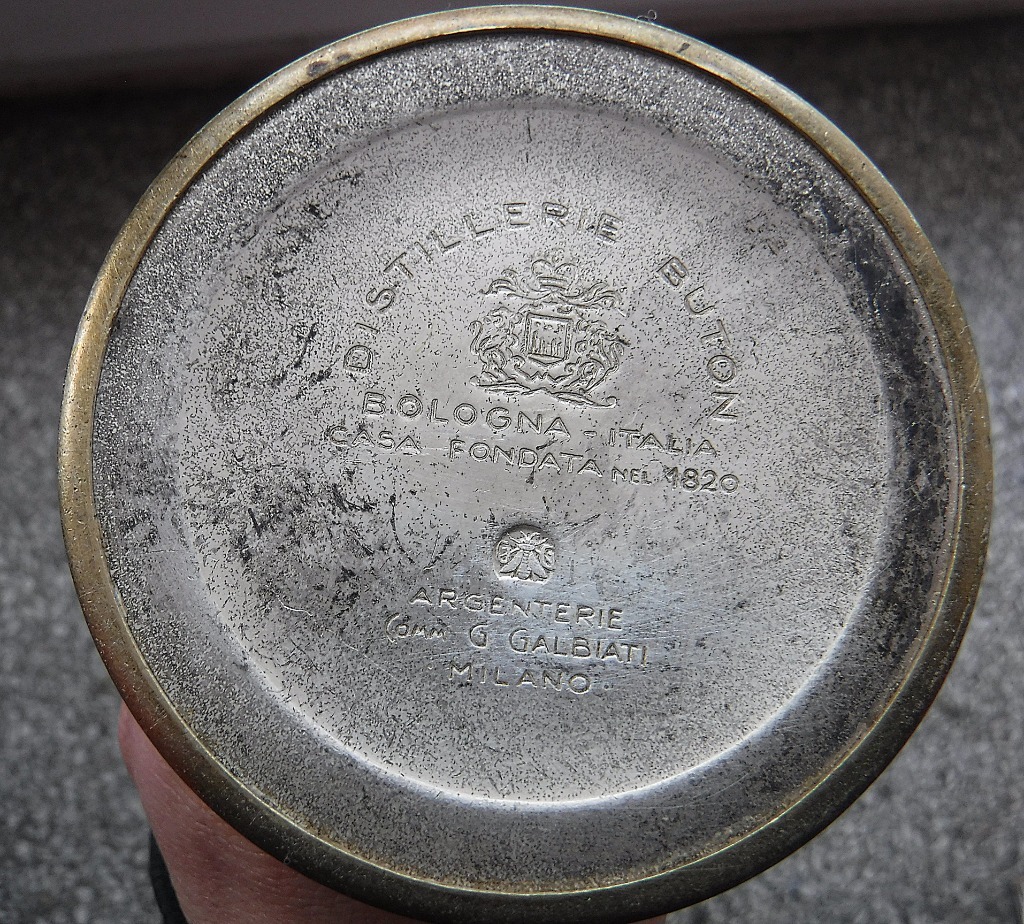 DISTILLERIE BUTON
BOLOGNA - ITALIA
CASA FONDATA NEL 1820
ARGENTERIE
Comm G GALBIATI
MILANO